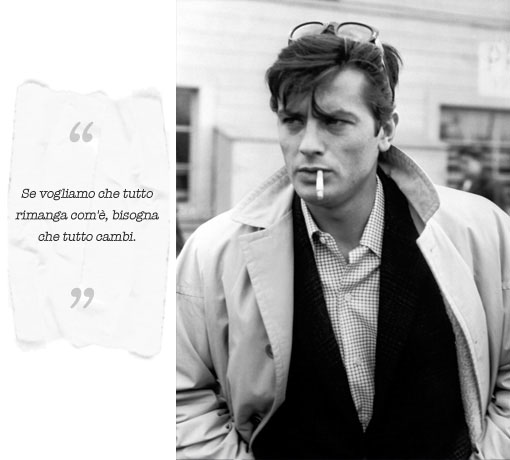 “
Se vogliamo che tutto
rimanga com'è, bisogna
che tutto cambi.
”